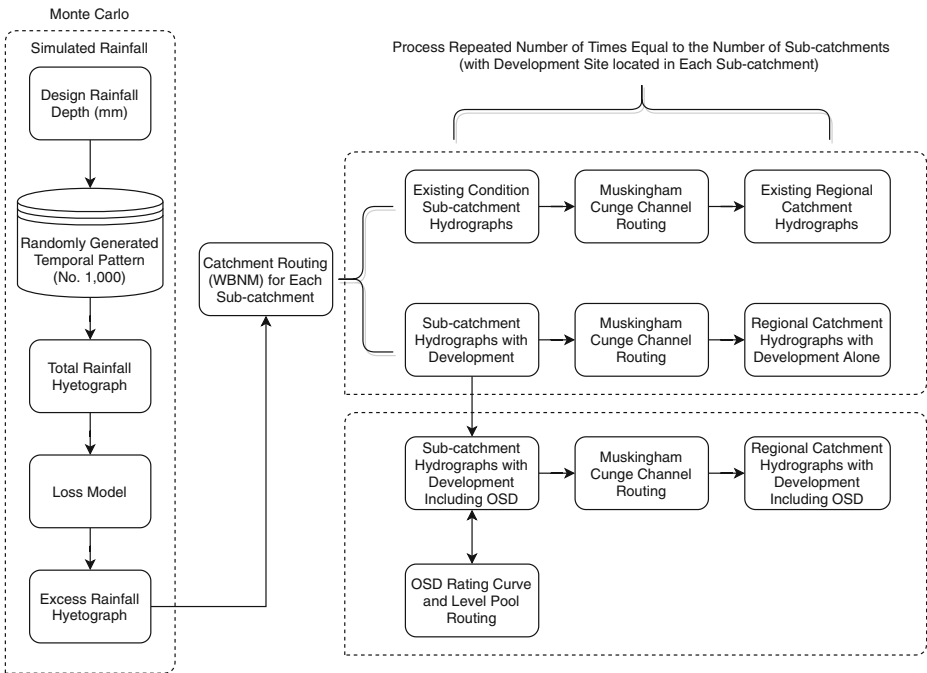 Monte Carlo
Simulated Rainfall
Design Rainfall
Depth (mm)
Randomly Generated
Temporal Pattern
(No. 1,000)
Total Rainfall
Hyetograph
Loss Model
Excess Rainfall
Hyetograph
Catchment Routing
(WBNM) for Each
Sub-catchment
Process Repeated Number of Times Equal to the Number of Sub-catchments
(with Development Site located in Each Sub-catchment)
Existing Condition
Sub-catchment
Hydrographs
Muskingham
Cunge Channel
Routing
Existing Regional
Catchment
Hydrographs
Sub-catchment
Hydrographs with
Development
Muskingham
Cunge Channel
Routing
Regional Catchment
Hydrographs with
Development Alone
Sub-catchment
Hydrographs with
Development
Including OSD
Muskingham
Cunge Channel
Routing
Regional Catchment
Hydrographs with
Development
Including OSD
OSD Rating Curve
and Level Pool
Routing